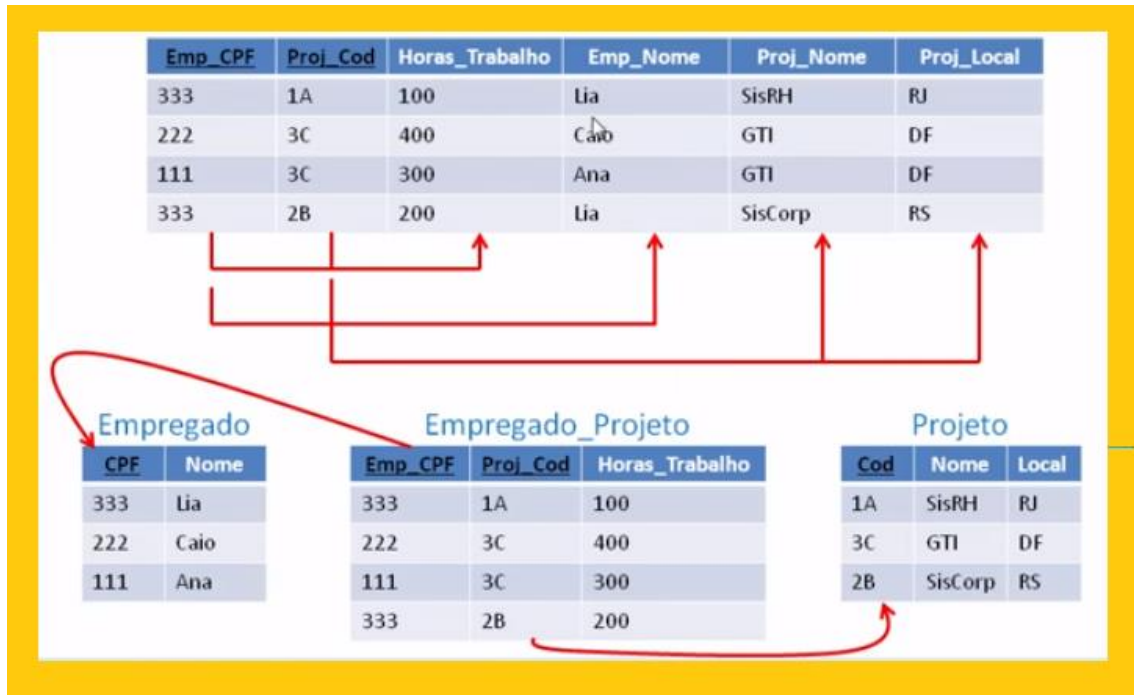 Emp_CPF Proj_Cod Horas_Trabalho Emp_Nome Proj_Nome Proj_Local
333 1A 100 Lia SisRH RJ
222 3C 400 Caio GTI DF
111 3C 300 Ana GTI DF
333 2B 200 Lia SisCorp RS
Empregado Empregado_Projeto Projeto
CPF Nome Emp_CPF Proj_Cod Horas_Trabalho Cod Nome Local
333 Lia 333 1A 100 1A SisRH RJ
222 Caio 222 3C 400 3C GTI DF
111 Ana 111 3C 300 2B SisCorp RS
333 2B 200